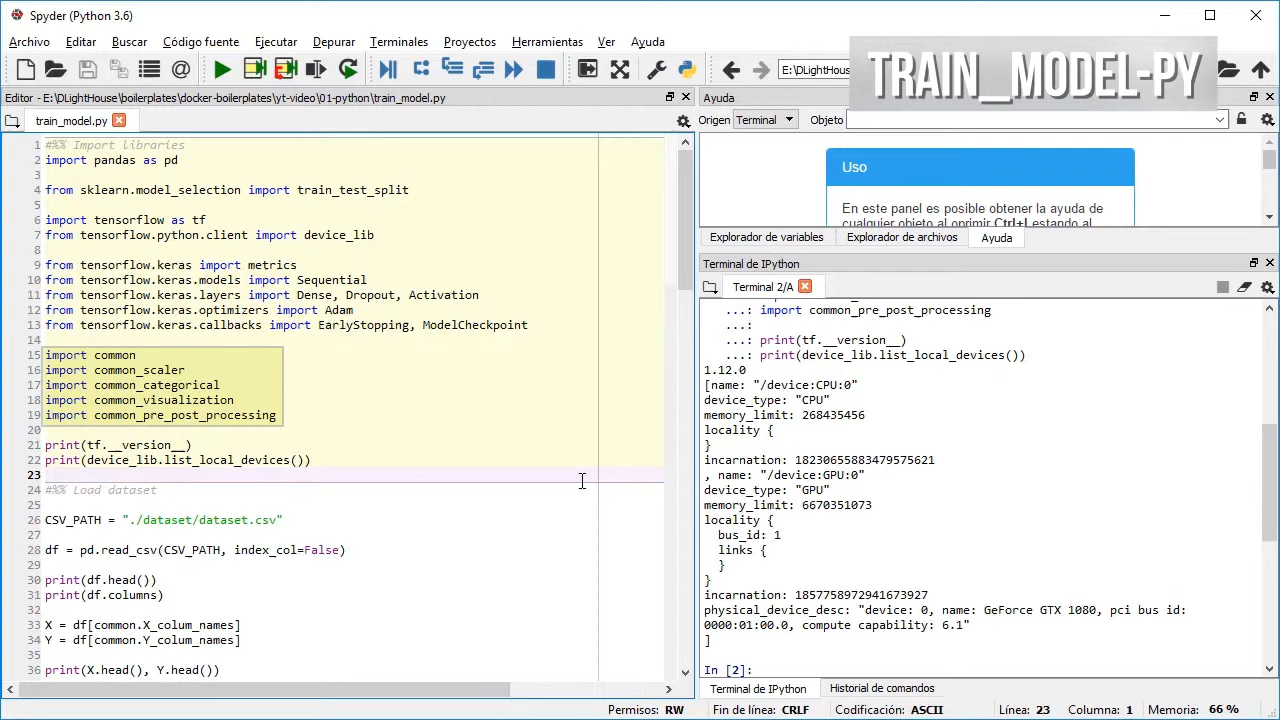 Spyder (Python 3.6)
Archivo Editar Buscar Código fuente Ejecutar Depurar Terminales Proyectos Herramientas Ver Ayuda
E:\DLightHouse
TRAIN_MODEL-PY
Editor - E:\DLightHouse\boilerplates\docker-boilerplates\yt-video\01-python\train_model.py
train_model.py
1 #%% Import libraries
2 import pandas as pd
3
4 from sklearn.model_selection import train_test_split
5
6 import tensorflow as tf
7 from tensorflow.python.client import device_lib
8
9 from tensorflow.keras import metrics
10 from tensorflow.keras.models import Sequential
11 from tensorflow.keras.layers import Dense, Dropout, Activation
12 from tensorflow.keras.optimizers import Adam
13 from tensorflow.keras.callbacks import EarlyStopping, ModelCheckpoint
14
15 import common
16 import common_scaler
17 import common_categorical
18 import common_visualization
19 import common_pre_post_processing
20
21 print(tf.__version__)
22 print(device_lib.list_local_devices())
23
24 #%% Load dataset
25
26 CSV_PATH = "./dataset/dataset.csv"
27
28 df = pd.read_csv(CSV_PATH, index_col=False)
29
30 print(df.head())
31 print(df.columns)
32
33 X = df[common.X_colum_names]
34 Y = df[common.Y_colum_names]
35
36 print(X.head(), Y.head())
Ayuda
Origen Terminal Objeto
Uso
En este panel es posible obtener la ayuda de
cualquier objeto al oprimir Ctrl+I estando al
Explorador de variables Explorador de archivos Ayuda
Terminal de IPython
Terminal 2/A
...: import common_pre_post_processing
...:
...: print(tf.__version__)
...: print(device_lib.list_local_devices())
1.12.0
[name: "/device:CPU:0"
device_type: "CPU"
memory_limit: 268435456
locality {
}
incarnation: 18230655883479575621
, name: "/device:GPU:0"
device_type: "GPU"
memory_limit: 6670351073
locality {
bus_id: 1
links {
}
}
incarnation: 1857758972941673927
physical_device_desc: "device: 0, name: GeForce GTX 1080, pci bus id:
0000:01:00.0, compute capability: 6.1"
]
In [2]:
Terminal de IPython Historial de comandos
Permisos: RW Fin de línea: CRLF Codificación: ASCII Línea: 23 Columna: 1 Memoria: 66 %